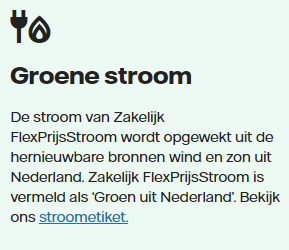 Groene stroom
De stroom van Zakelijk
FlexPrijsStroom wordt opgewekt uit de
hernieuwbare bronnen wind en zon uit
Nederland. Zakelijk FlexPrijsStroom is
vermeld als ‘Groen uit Nederland’. Bekijk
ons stroometiket.